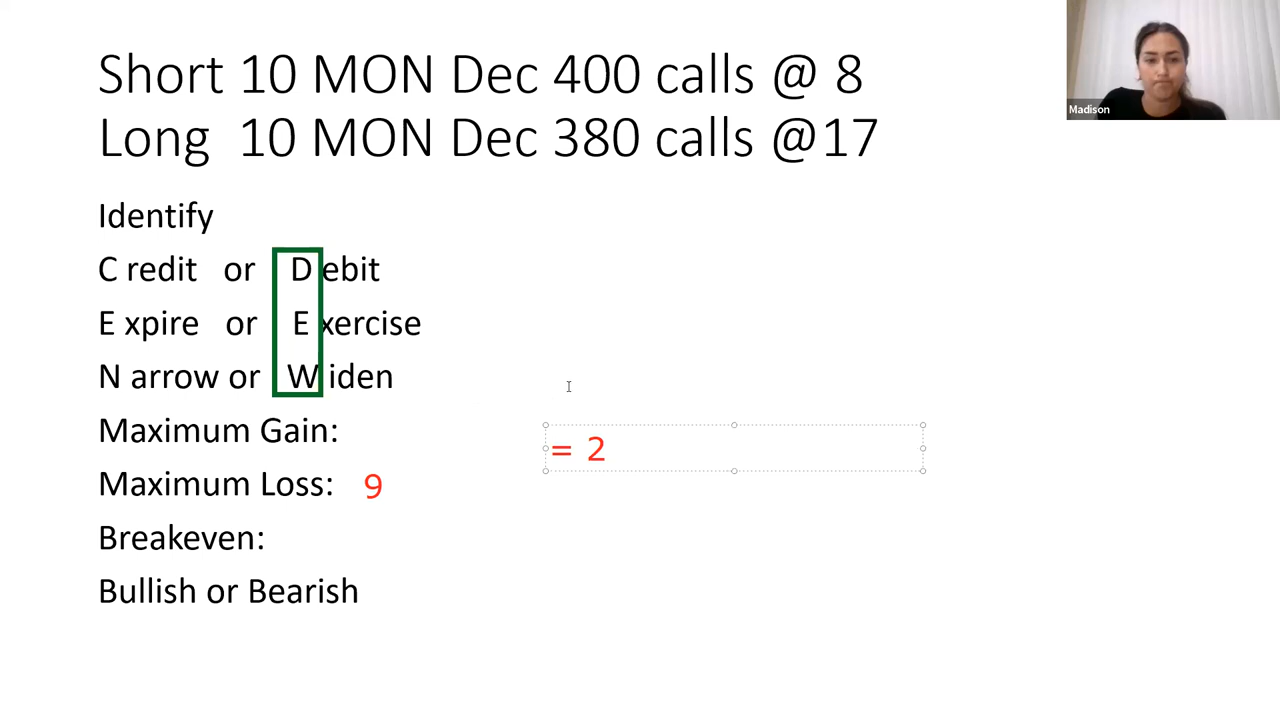 Short 10 MON Dec 400 calls @ 8
Long 10 MON Dec 380 calls @17
Madison
Identify
C redit or D ebit
E xpire or E xercise
N arrow or W iden
Maximum Gain:
= 2
Maximum Loss: 9
Breakeven:
Bullish or Bearish